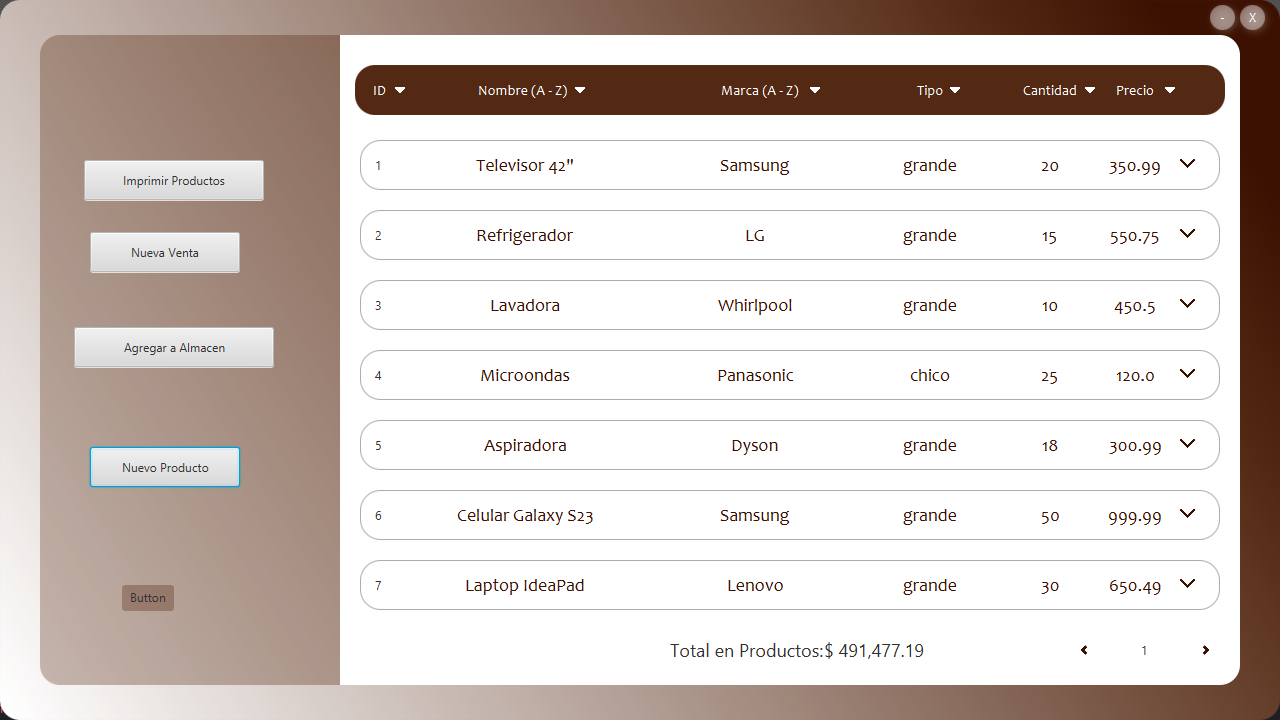 - X
ID Nombre (A - Z) Marca (A - Z) Tipo Cantidad Precio
1 Televisor 42" Samsung grande 20 350.99
2 Refrigerador LG grande 15 550.75
3 Lavadora Whirlpool grande 10 450.5
4 Microondas Panasonic chico 25 120.0
5 Aspiradora Dyson grande 18 300.99
6 Celular Galaxy S23 Samsung grande 50 999.99
7 Laptop IdeaPad Lenovo grande 30 650.49
Total en Productos:$ 491,477.19 1
Imprimir Productos
Nueva Venta
Agregar a Almacen
Nuevo Producto
Button